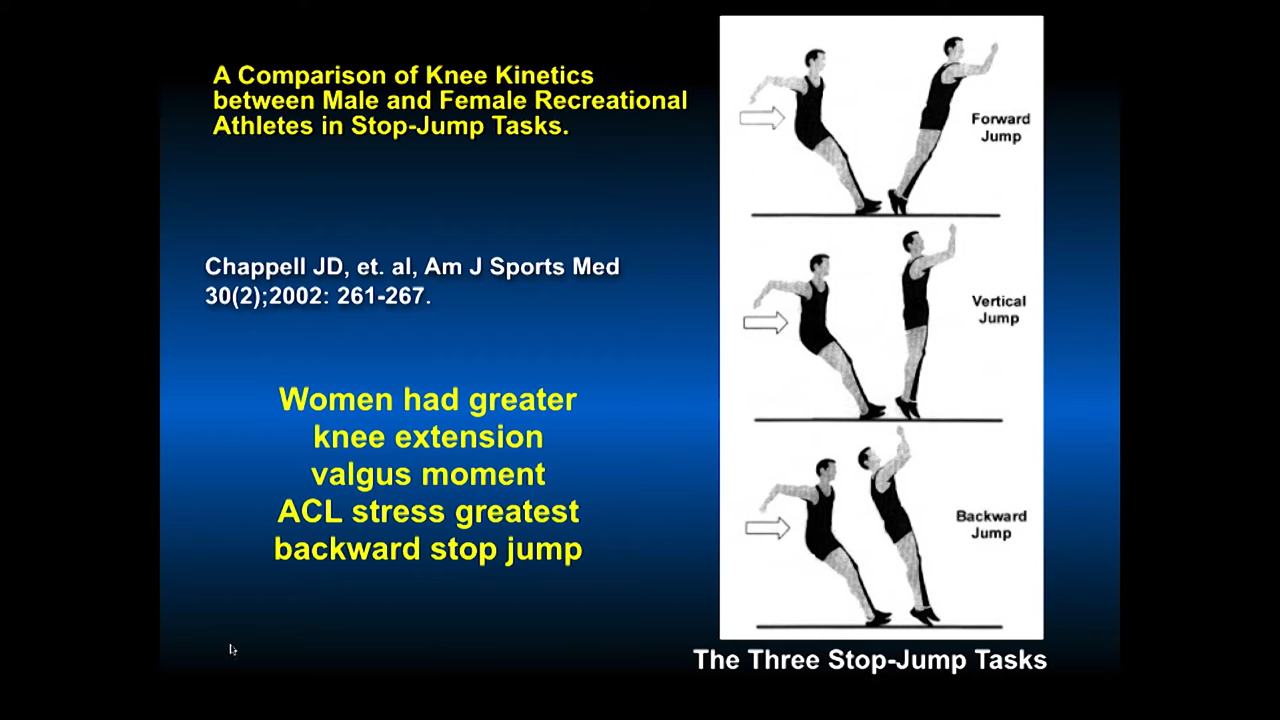 A Comparison of Knee Kinetics
between Male and Female Recreational
Athletes in Stop-Jump Tasks.
Chappell JD, et. al, Am J Sports Med
30(2);2002: 261-267.
Women had greater
knee extension
valgus moment
ACL stress greatest
backward stop jump
Forward
Jump
Vertical
Jump
Backward
Jump
The Three Stop-Jump Tasks